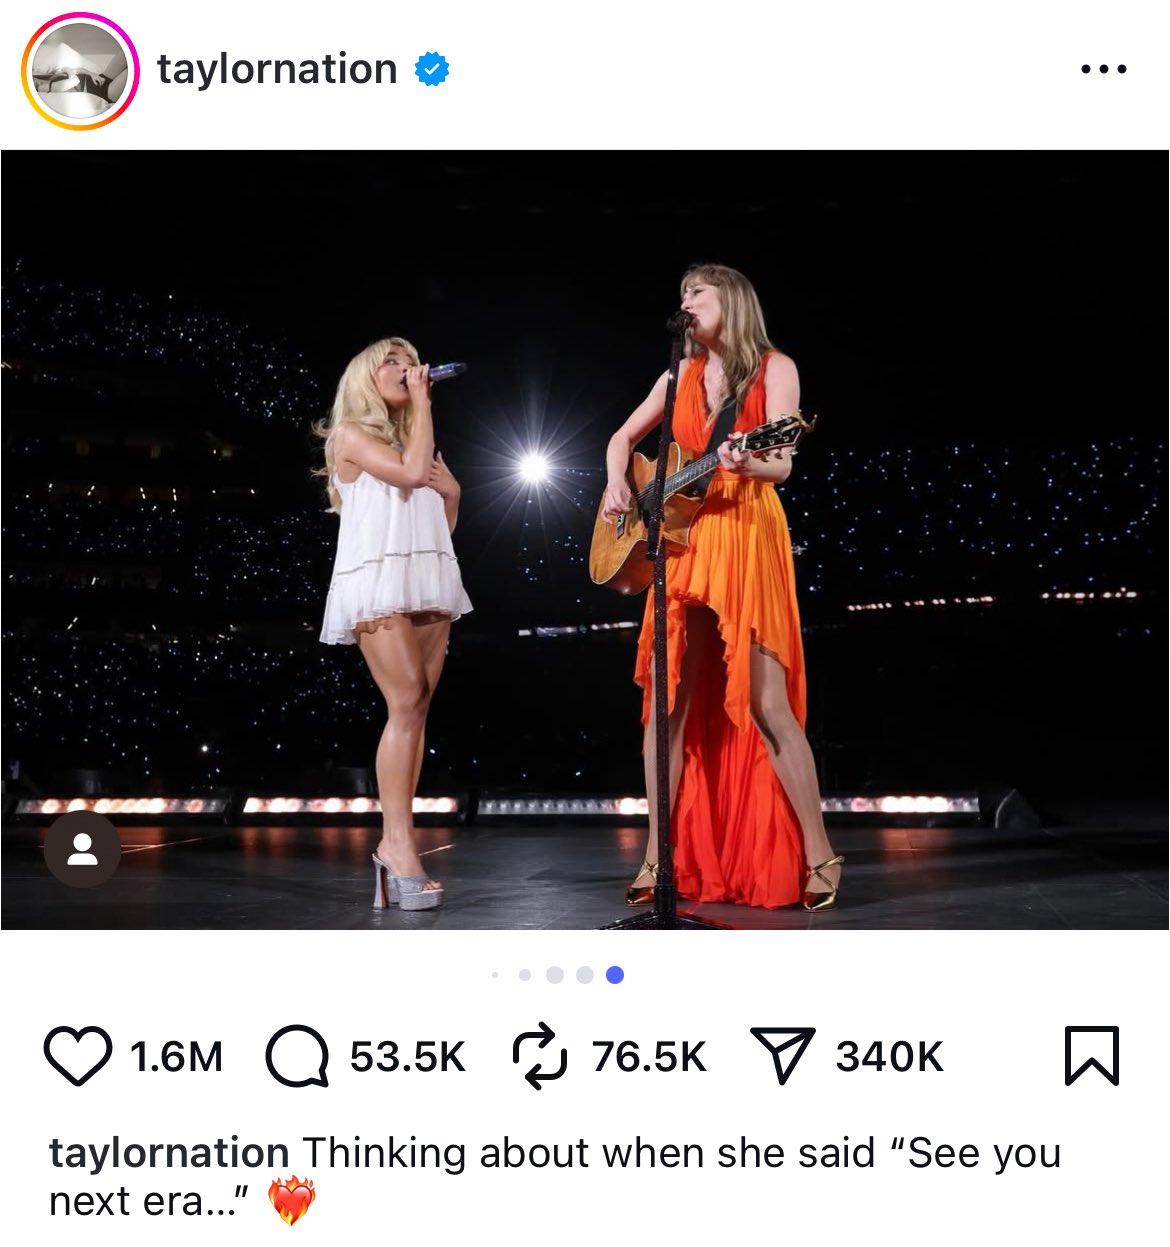 taylornation
1.6M 53.5K 76.5K 340K
taylornation Thinking about when she said “See you
next era...” ❤️‍🔥